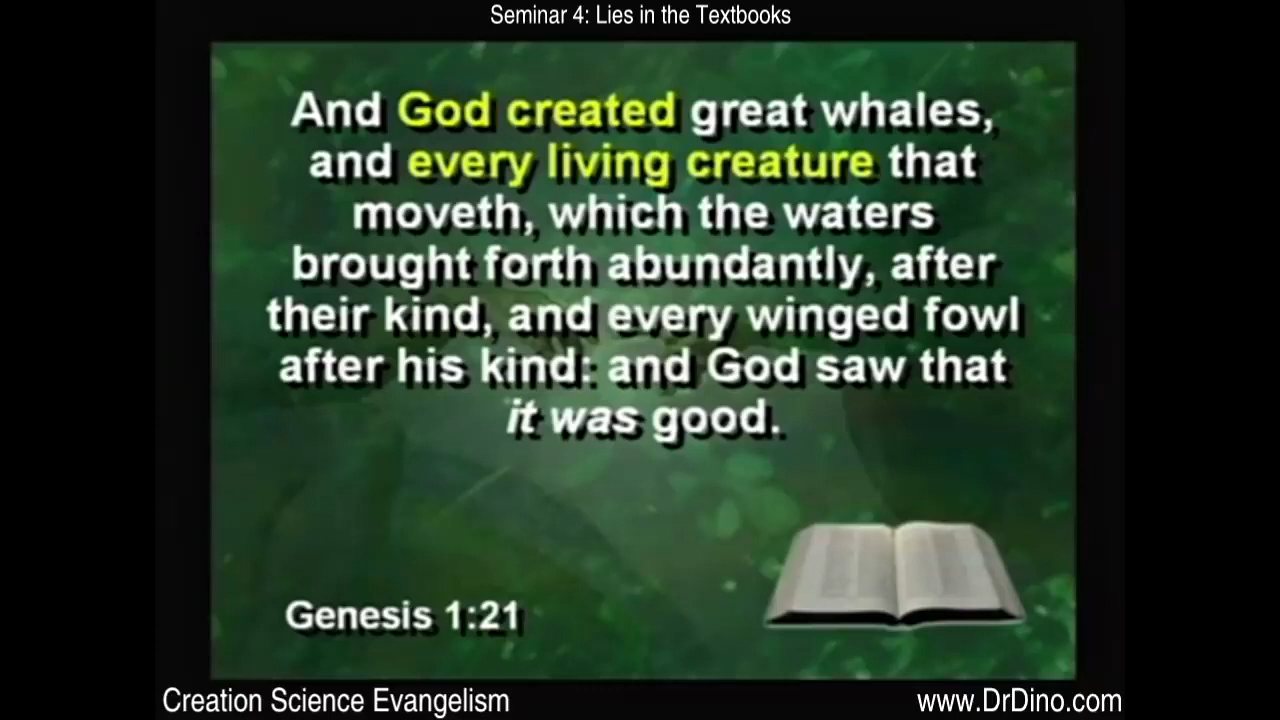 Seminar 4: Lies in the Textbooks
And God created great whales,
and every living creature that
moveth, which the waters
brought forth abundantly, after
their kind, and every winged fowl
after his kind: and God saw that
it was good.
Genesis 1:21
Creation Science Evangelism
www.DrDino.com